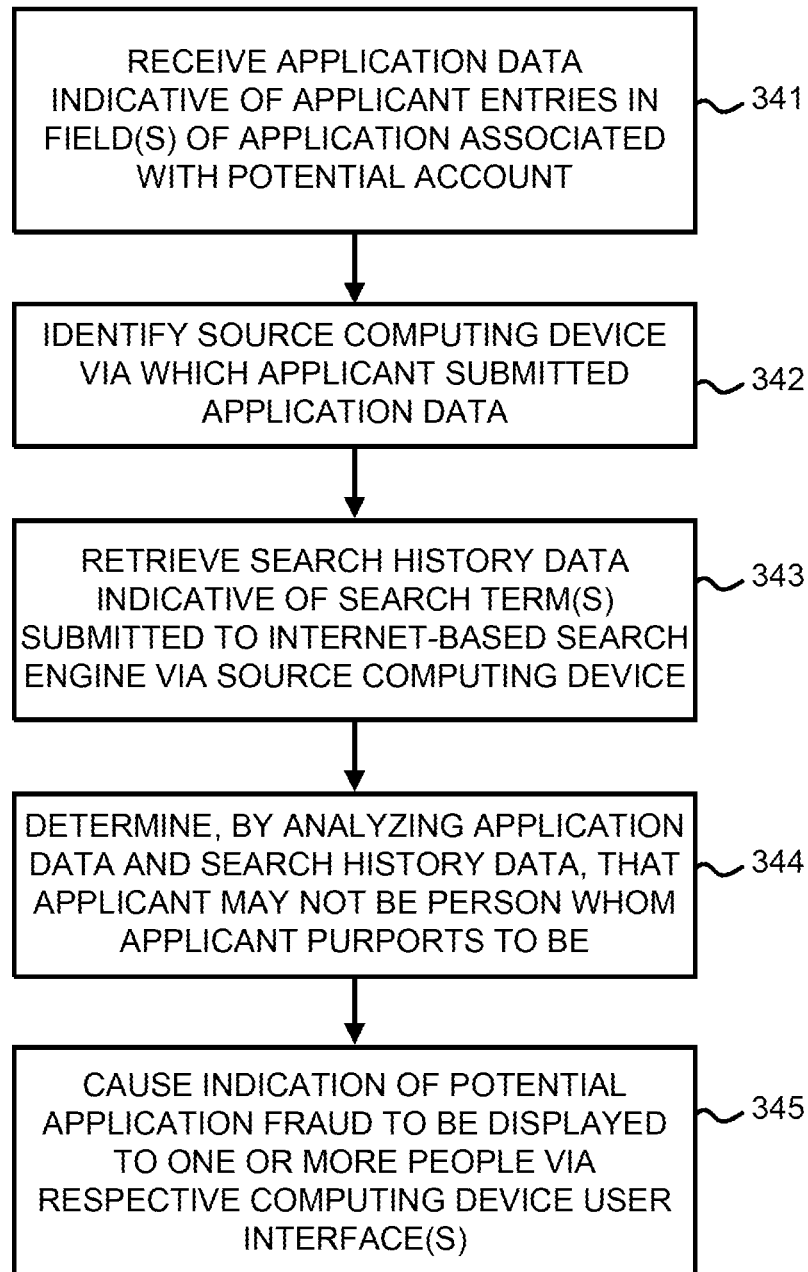 RECEIVE APPLICATION DATA
INDICATIVE OF APPLICANT ENTRIES IN
FIELD(S) OF APPLICATION ASSOCIATED
WITH POTENTIAL ACCOUNT
341
IDENTIFY SOURCE COMPUTING DEVICE
VIA WHICH APPLICANT SUBMITTED
APPLICATION DATA
342
RETRIEVE SEARCH HISTORY DATA
INDICATIVE OF SEARCH TERM(S)
SUBMITTED TO INTERNET-BASED SEARCH
ENGINE VIA SOURCE COMPUTING DEVICE
343
DETERMINE, BY ANALYZING APPLICATION
DATA AND SEARCH HISTORY DATA, THAT
APPLICANT MAY NOT BE PERSON WHOM
APPLICANT PURPORTS TO BE
344
CAUSE INDICATION OF POTENTIAL
APPLICATION FRAUD TO BE DISPLAYED
TO ONE OR MORE PEOPLE VIA
RESPECTIVE COMPUTING DEVICE USER
INTERFACE(S)
345